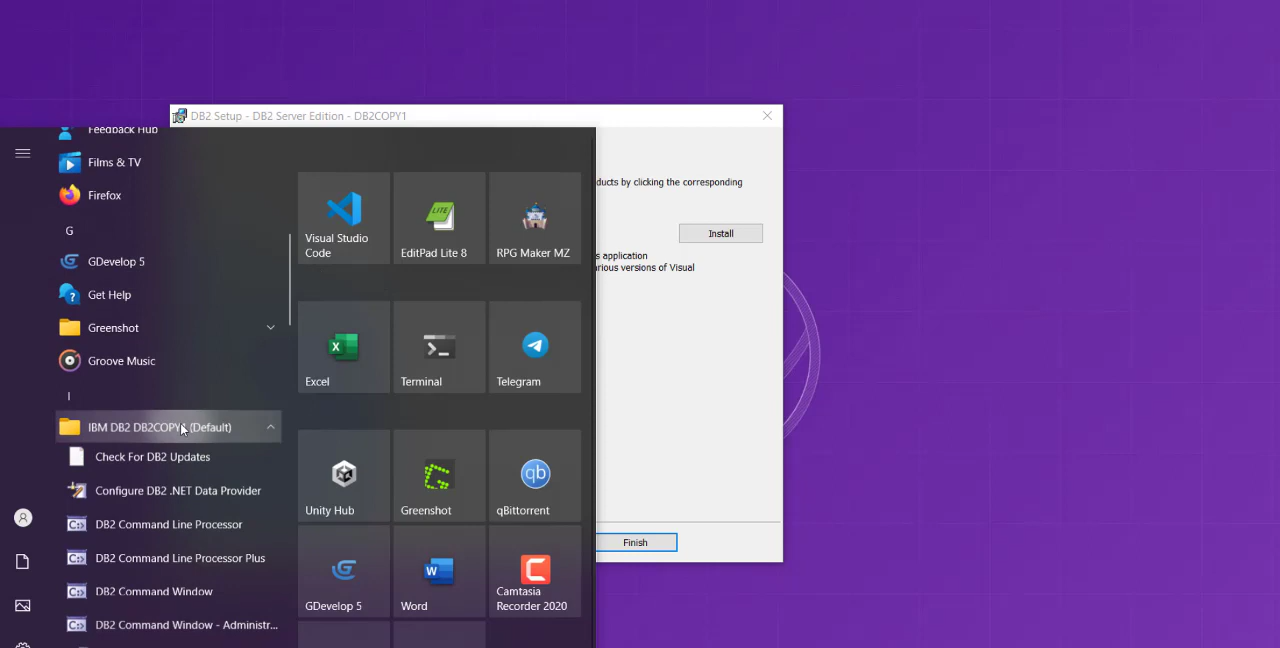 DB2 Setup - DB2 Server Edition - DB2COPY1
ducts by clicking the corresponding
Install
s application
arious versions of Visual
Finish
Feedback Hub
Films & TV
Firefox
G
GDevelop 5
Get Help
Greenshot
Groove Music
I
IBM DB2 DB2COPY1 (Default)
Check For DB2 Updates
Configure DB2 .NET Data Provider
DB2 Command Line Processor
DB2 Command Line Processor Plus
DB2 Command Window
DB2 Command Window - Administr...
Visual Studio
Code
LITE
EditPad Lite 8
RPG Maker MZ
Excel
Terminal
Telegram
Unity Hub
Greenshot
qb
qBittorrent
GDevelop 5
W
Word
Camtasia
Recorder 2020